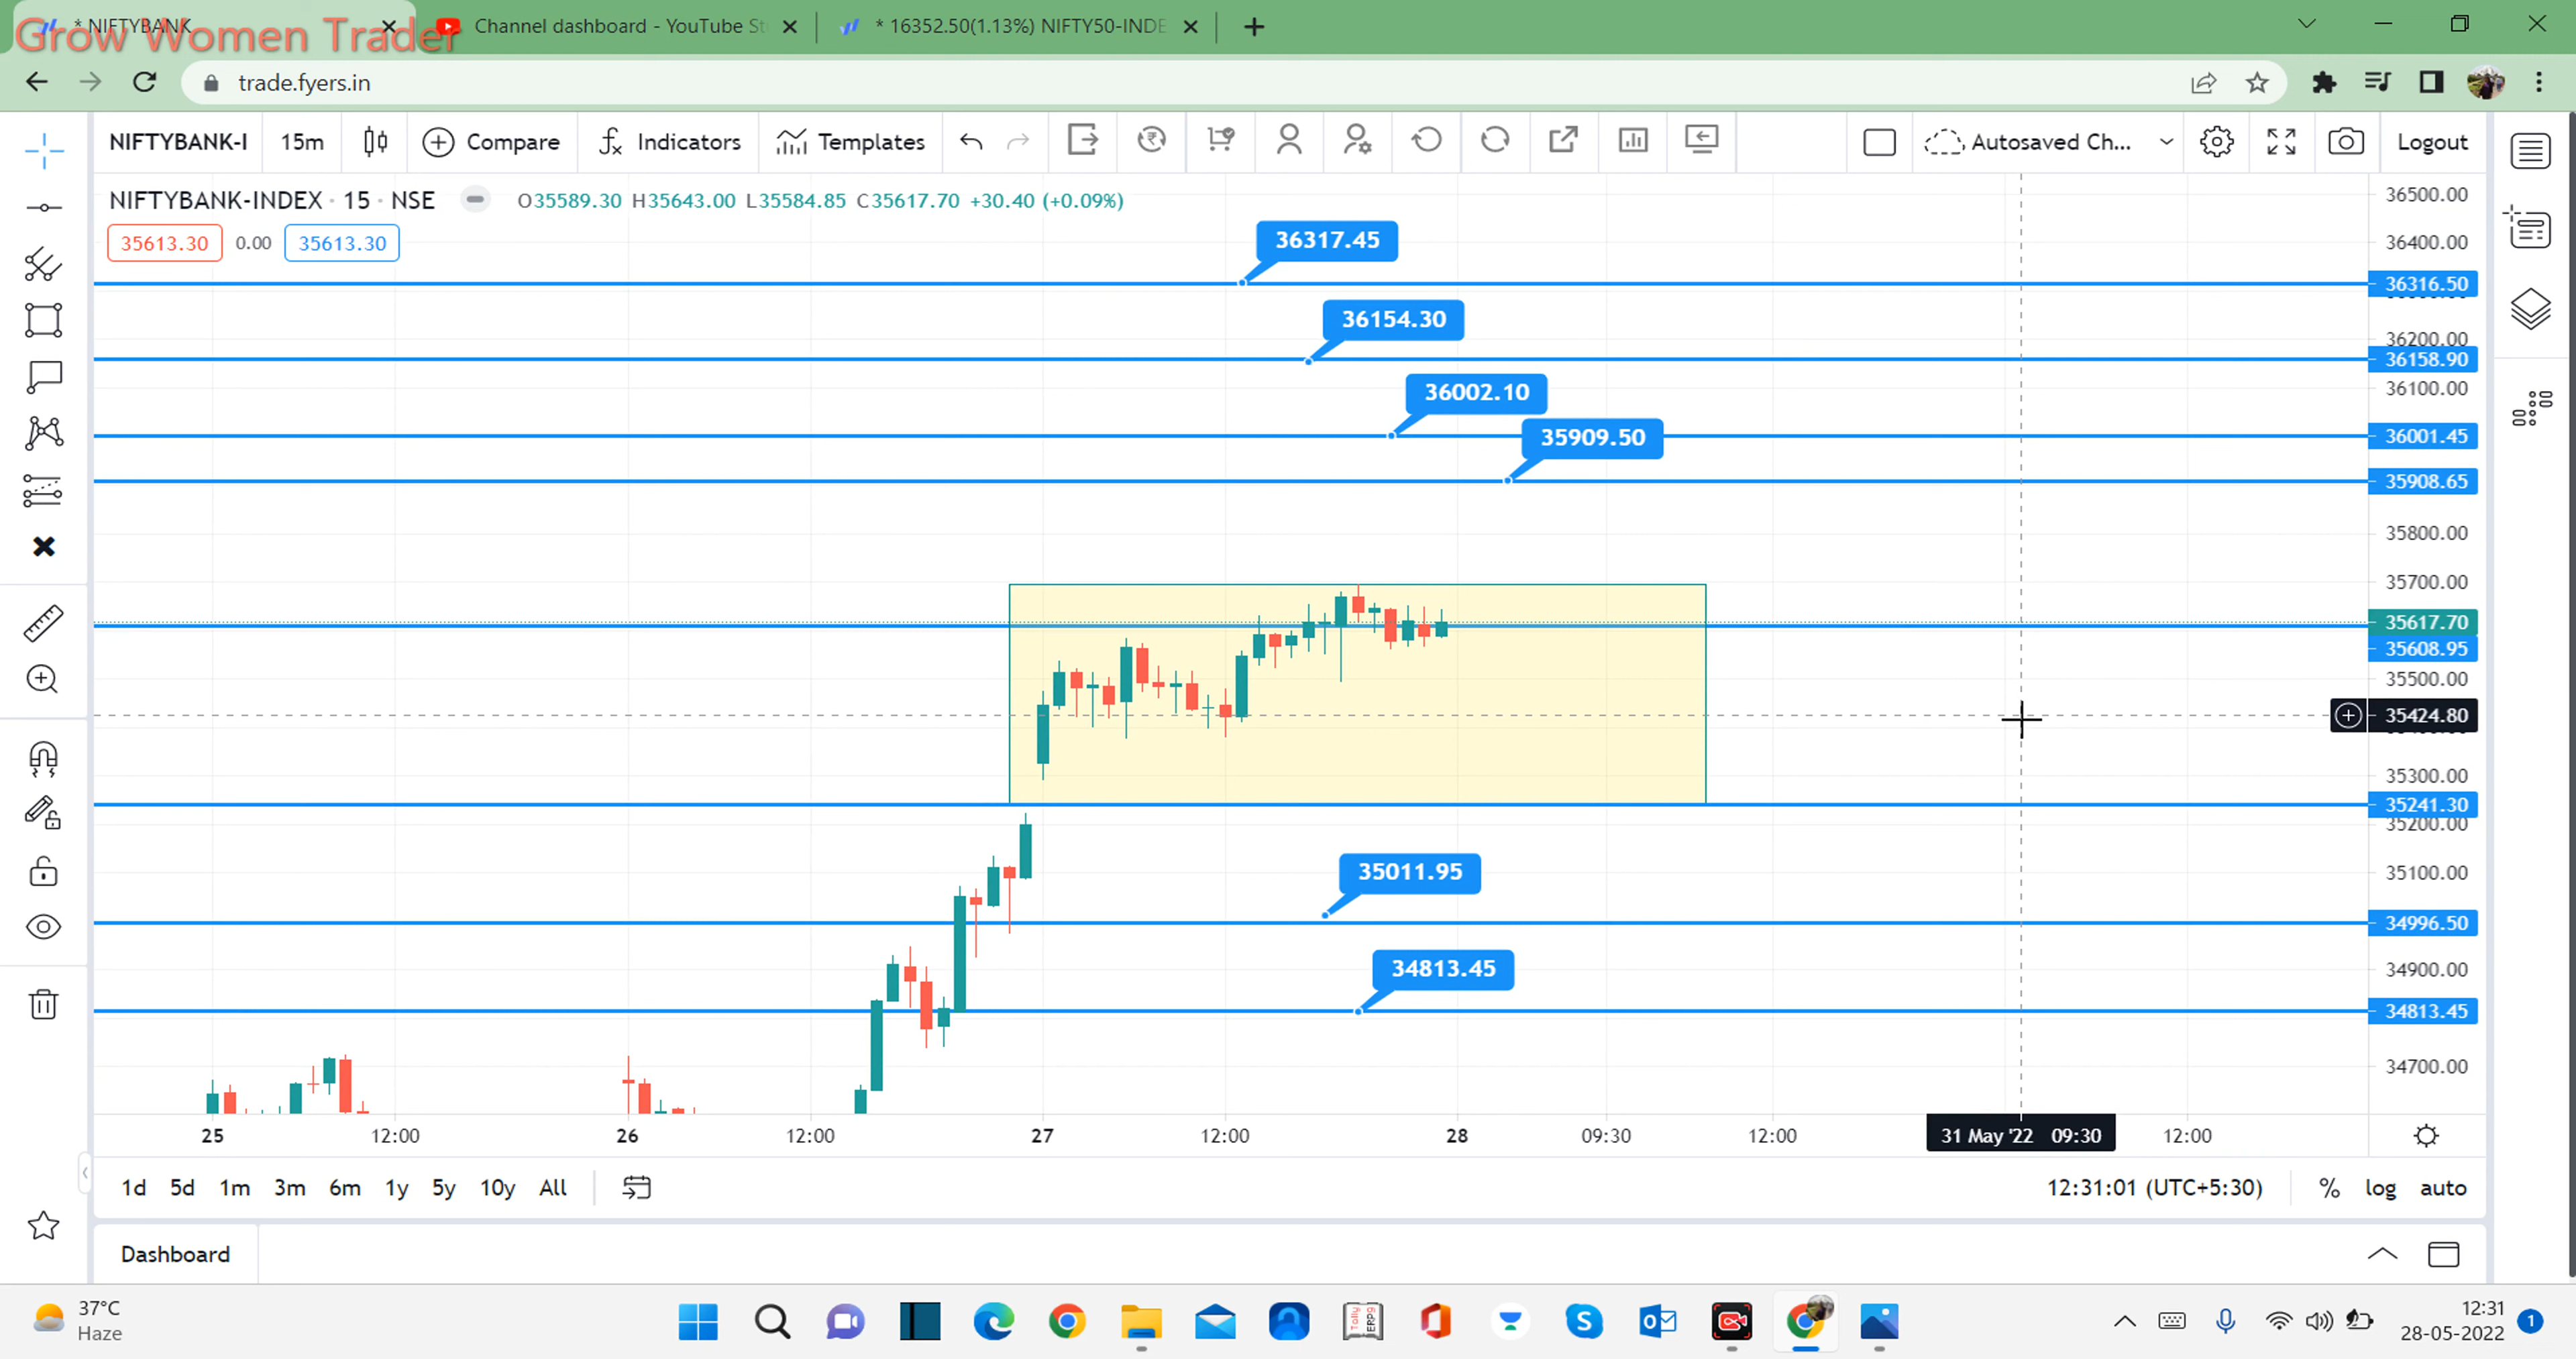 * NIFTYBANK
Channel dashboard - YouTube St
* 16352.50(1.13%) NIFTY50-INDE
Grow Women Trader
trade.fyers.in
NIFTYBANK-I 15m Compare Indicators Templates Autosaved Ch... Logout
NIFTYBANK-INDEX · 15 · NSE O35589.30 H35643.00 L35584.85 C35617.70 +30.40 (+0.09%)
35613.30 0.00 35613.30
36317.45
36154.30
36002.10
35909.50
35011.95
34813.45
36500.00
36400.00
36316.50
36200.00
36158.90
36100.00
36001.45
35908.65
35800.00
35700.00
35617.70
35608.95
35500.00
35424.80
35300.00
35241.30
35200.00
35100.00
34996.50
34900.00
34813.45
34700.00
25 12:00 26 12:00 27 12:00 28 09:30 12:00 31 May '22 09:30 12:00
1d 5d 1m 3m 6m 1y 5y 10y All 12:31:01 (UTC+5:30) % log auto
Dashboard
37°C
Haze
12:31
28-05-2022
1